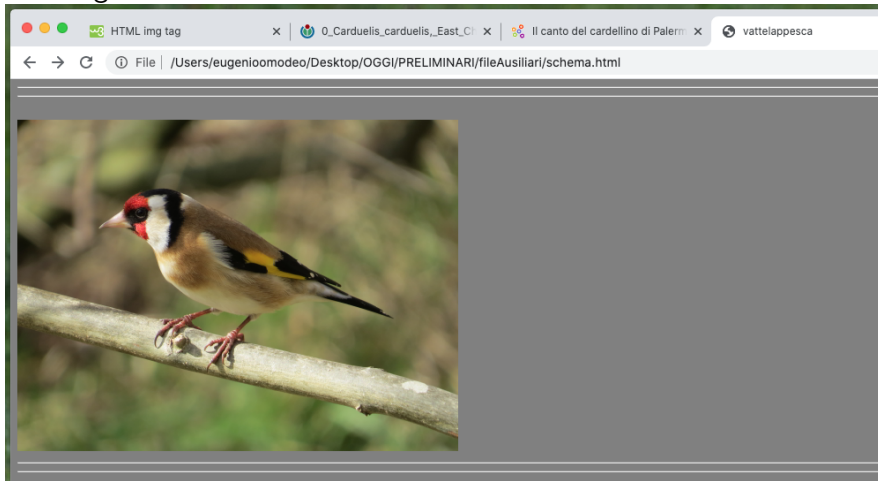 HTML img tag
0_Carduelis_carduelis,_East_Ch
Il canto del cardellino di Palerm
vattelappesca
File | /Users/eugenioomodeo/Desktop/OGGI/PRELIMINARI/fileAusiliari/schema.html